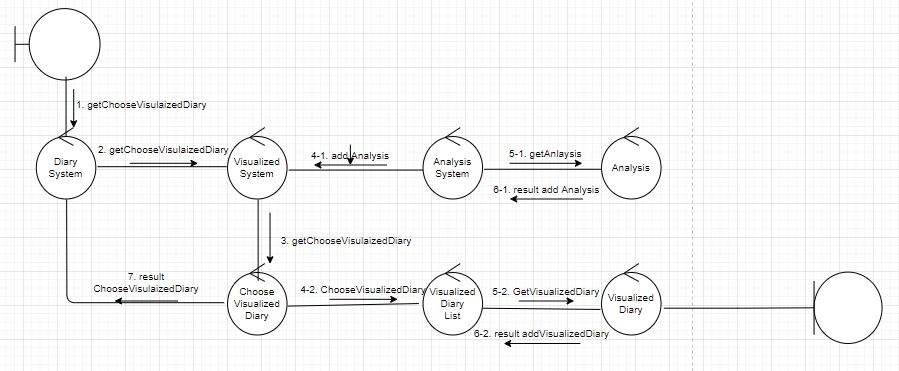 1. getChooseVisulaizedDiary
2. getChooseVisulaizedDiary
4-1. add Analysis
5-1. getAnlaysis
Diary
System
Visualized
System
Analysis
System
Analysis
6-1. result add Analysis
3. getChooseVisulaizedDiary
7. result
ChooseVisulaizedDiary
4-2. ChooseVisualizedDiary
5-2. GetVisualizedDiary
Choose
Visualized
Diary
Visualized
Diary
List
Visualized
Diary
6-2. result addVisualizedDiary